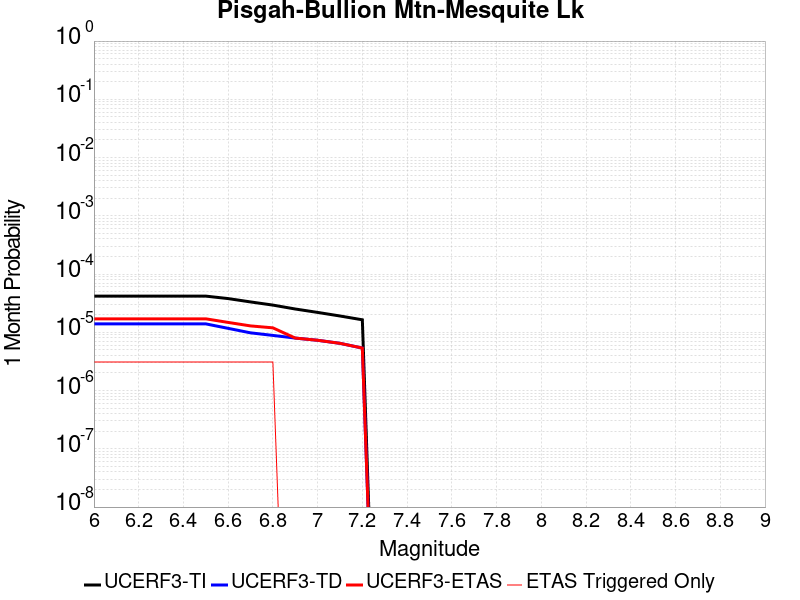 Pisgah-Bullion Mtn-Mesquite Lk
1 Month Probability
10^0
10^-1
10^-2
10^-3
10^-4
10^-5
10^-6
10^-7
10^-8
6 6.2 6.4 6.6 6.8 7 7.2 7.4 7.6 7.8 8 8.2 8.4 8.6 8.8 9
Magnitude
UCERF3-TI UCERF3-TD UCERF3-ETAS ETAS Triggered Only